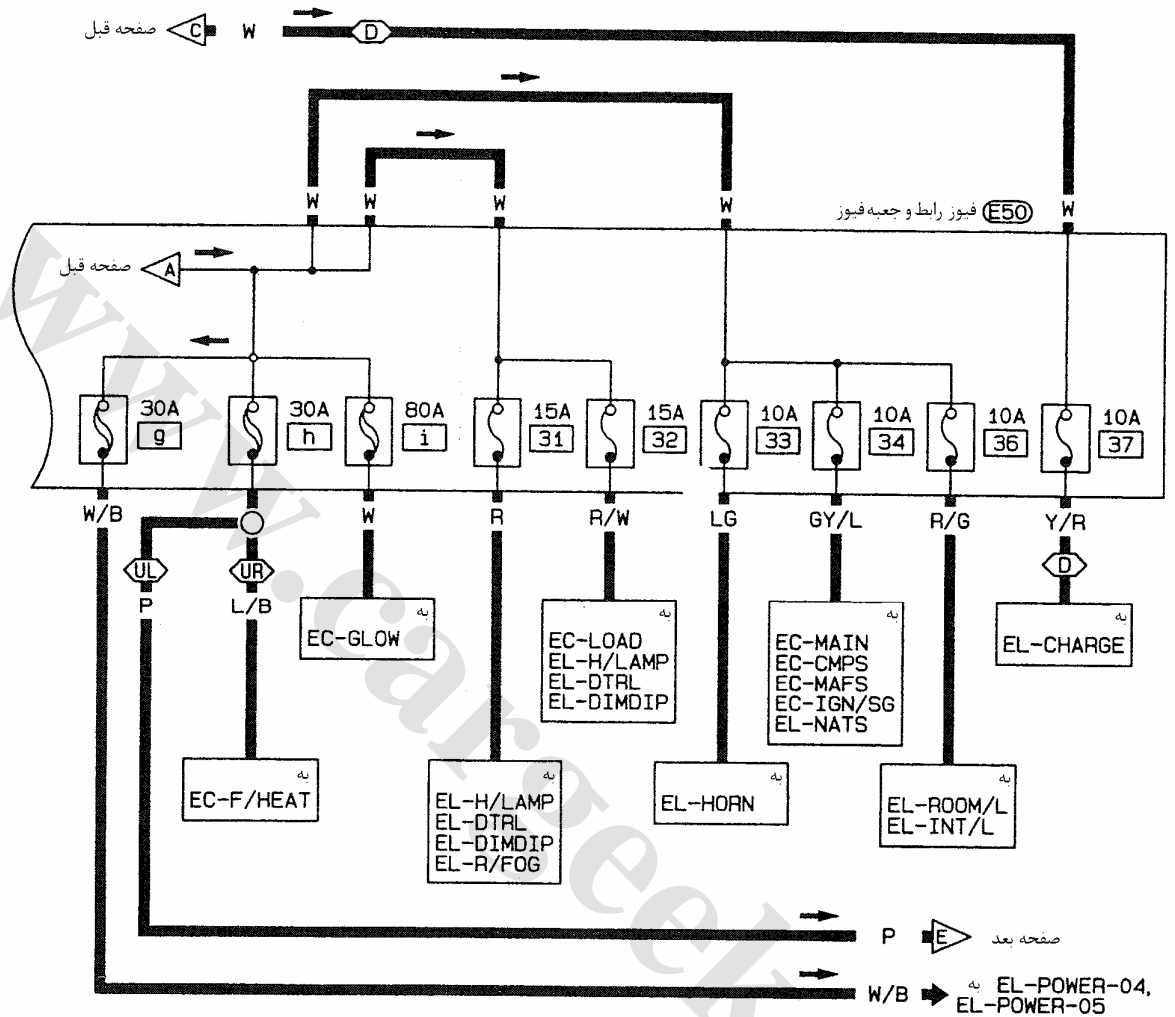 صفحه قبل C W D
W W W W W
فیوز رابط و جعبه فیوز E50
صفحه قبل A
30A 30A 80A 15A 15A 10A 10A 10A 10A
g h i 31 32 33 34 36 37
W/B W R R/W LG GY/L R/G Y/R
UL UR D
P L/B
به
EC-GLOW
به
EC-LOAD
EL-H/LAMP
EL-DTRL
EL-DIMDIP
به
EC-MAIN
EC-CMPS
EC-MAFS
EC-IGN/SG
EL-NATS
به
EL-CHARGE
به
EC-F/HEAT
به
EL-H/LAMP
EL-DTRL
EL-DIMDIP
EL-R/FOG
به
EL-HORN
به
EL-ROOM/L
EL-INT/L
P E صفحه بعد
W/B به EL-POWER-04,
EL-POWER-05
www.cargeek